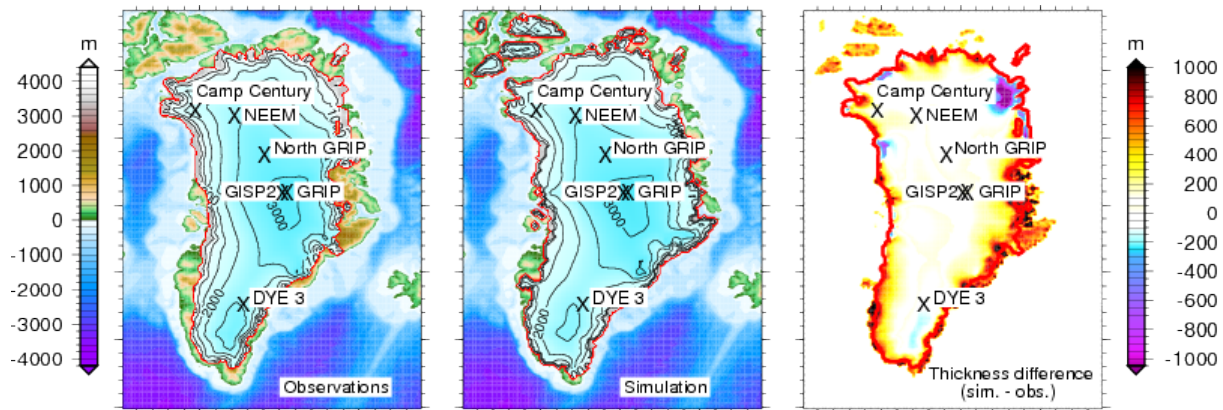 m
4000
3000
2000
1000
0
-1000
-2000
-3000
-4000
Camp Century
NEEM
North GRIP
GISP2 GRIP
3000
DYE 3
2000
Observations
Camp Century
NEEM
North GRIP
GISP2 GRIP
3000
DYE 3
2000
Simulation
Camp Century
NEEM
North GRIP
GISP2 GRIP
DYE 3
Thickness difference
(sim. - obs.)
m
1000
800
600
400
200
0
-200
-400
-600
-800
-1000